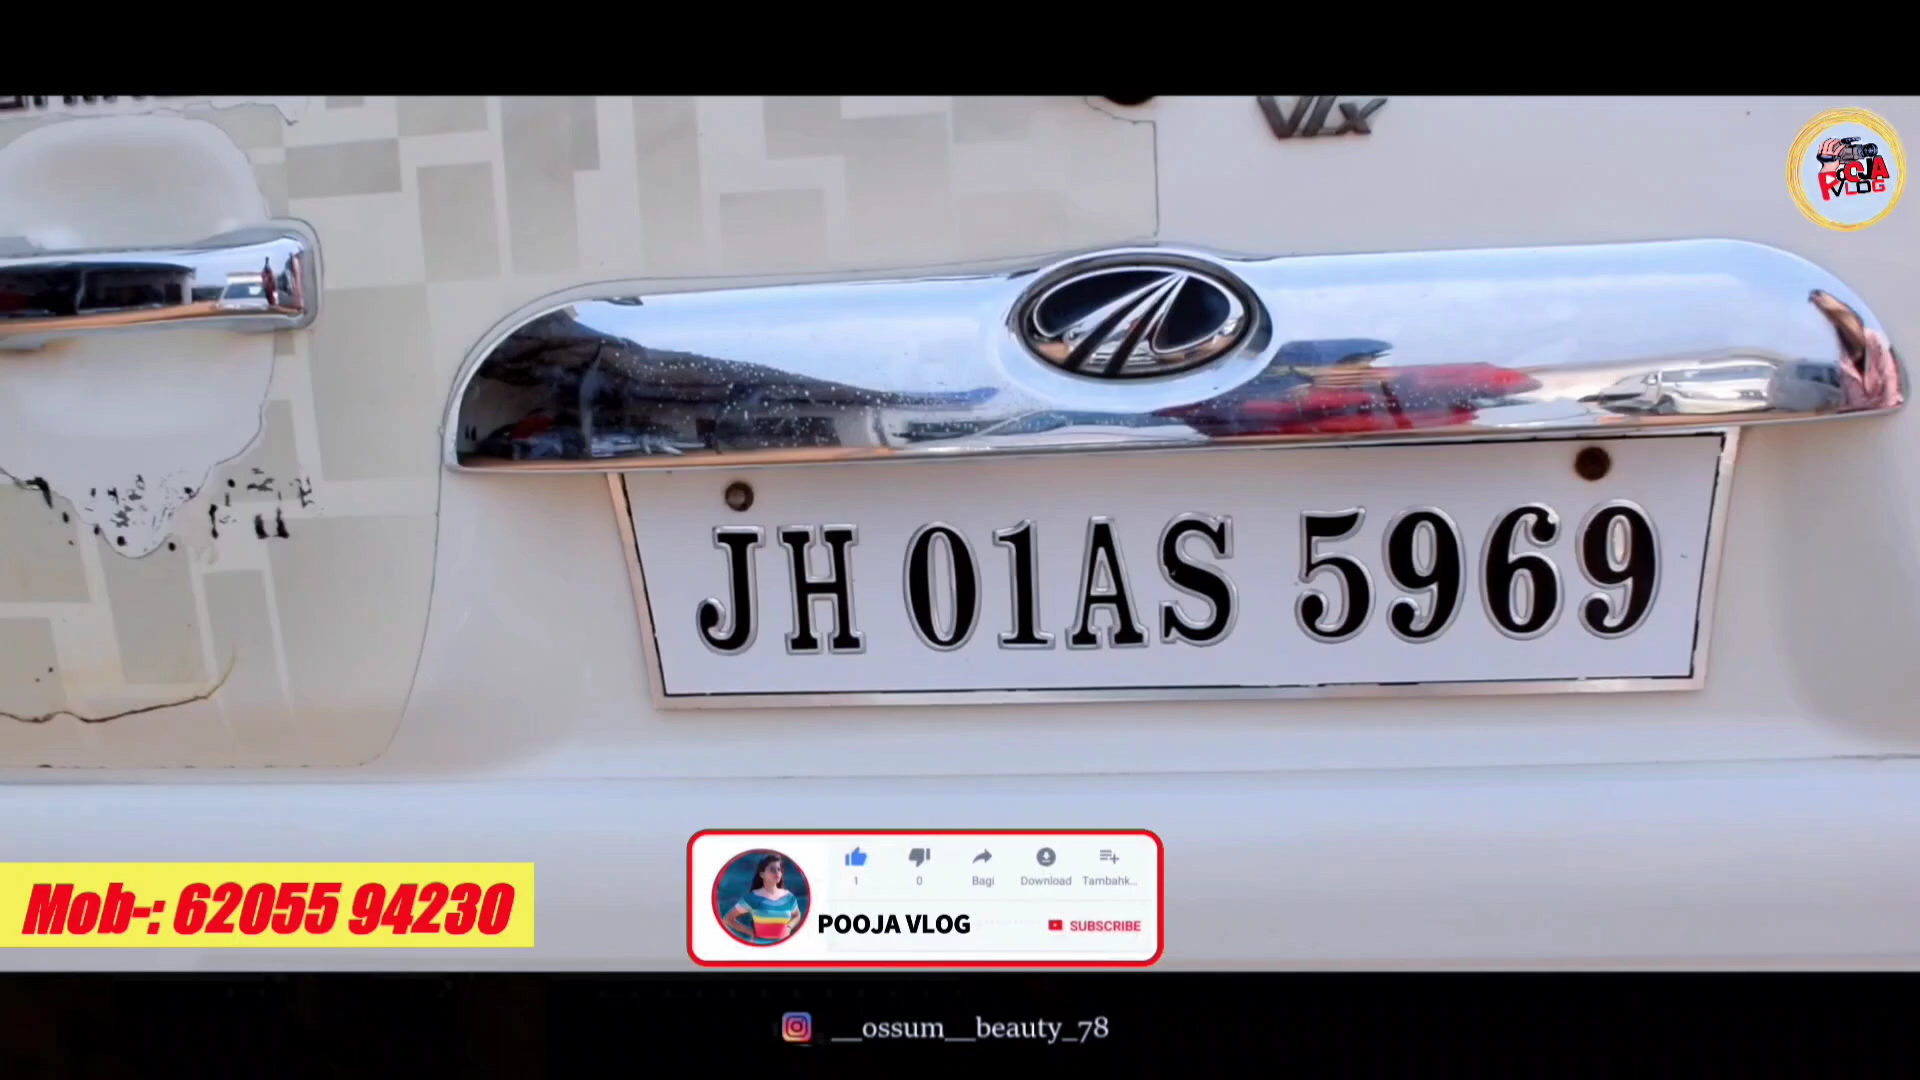 VLX
POOJA
VLOG
JH 01AS 5969
Mob-: 62055 94230
1 0 Bagi Download Tambahk...
POOJA VLOG SUBSCRIBE
__ossum__beauty_78